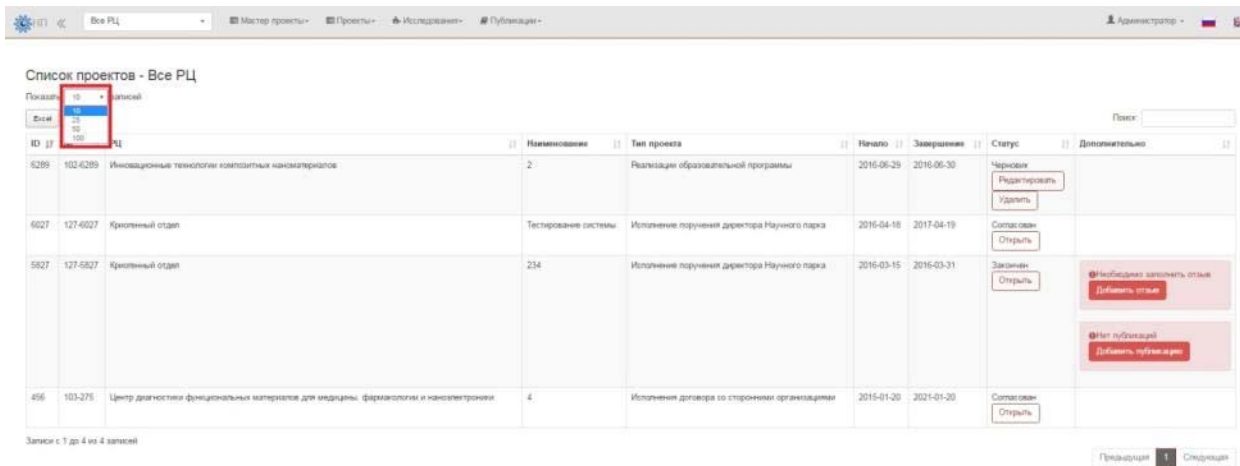 НП Все РЦ Мастер проекты Проекты Исследования Публикации Администратор
Список проектов - Все РЦ
Показать 10 записей
10
25
50
100
Excel Поиск:
ID РЦ Наименование Тип проекта Начало Завершение Статус Дополнительно
6289 102-6289 Инновационные технологии композитных наноматериалов 2 Реализации образовательной программы 2016-06-29 2016-06-30 Черновик
Редактировать
Удалить
6027 127-6027 Криогенный отдел Тестирование системы Исполнение поручения директора Научного парка 2016-04-18 2017-04-19 Согласован
Открыть
5827 127-5827 Криогенный отдел 234 Исполнение поручения директора Научного парка 2016-03-15 2016-03-31 Закончен
Открыть
Необходимо заполнить отзыв
Добавить отзыв
Нет публикаций
Добавить публикацию
456 103-275 Центр диагностики функциональных материалов для медицины, фармакологии и наноэлектроники 4 Исполнения договора со сторонними организациями 2015-01-20 2021-01-20 Согласован
Открыть
Записи с 1 до 4 из 4 записей
Предыдущая 1 Следующая